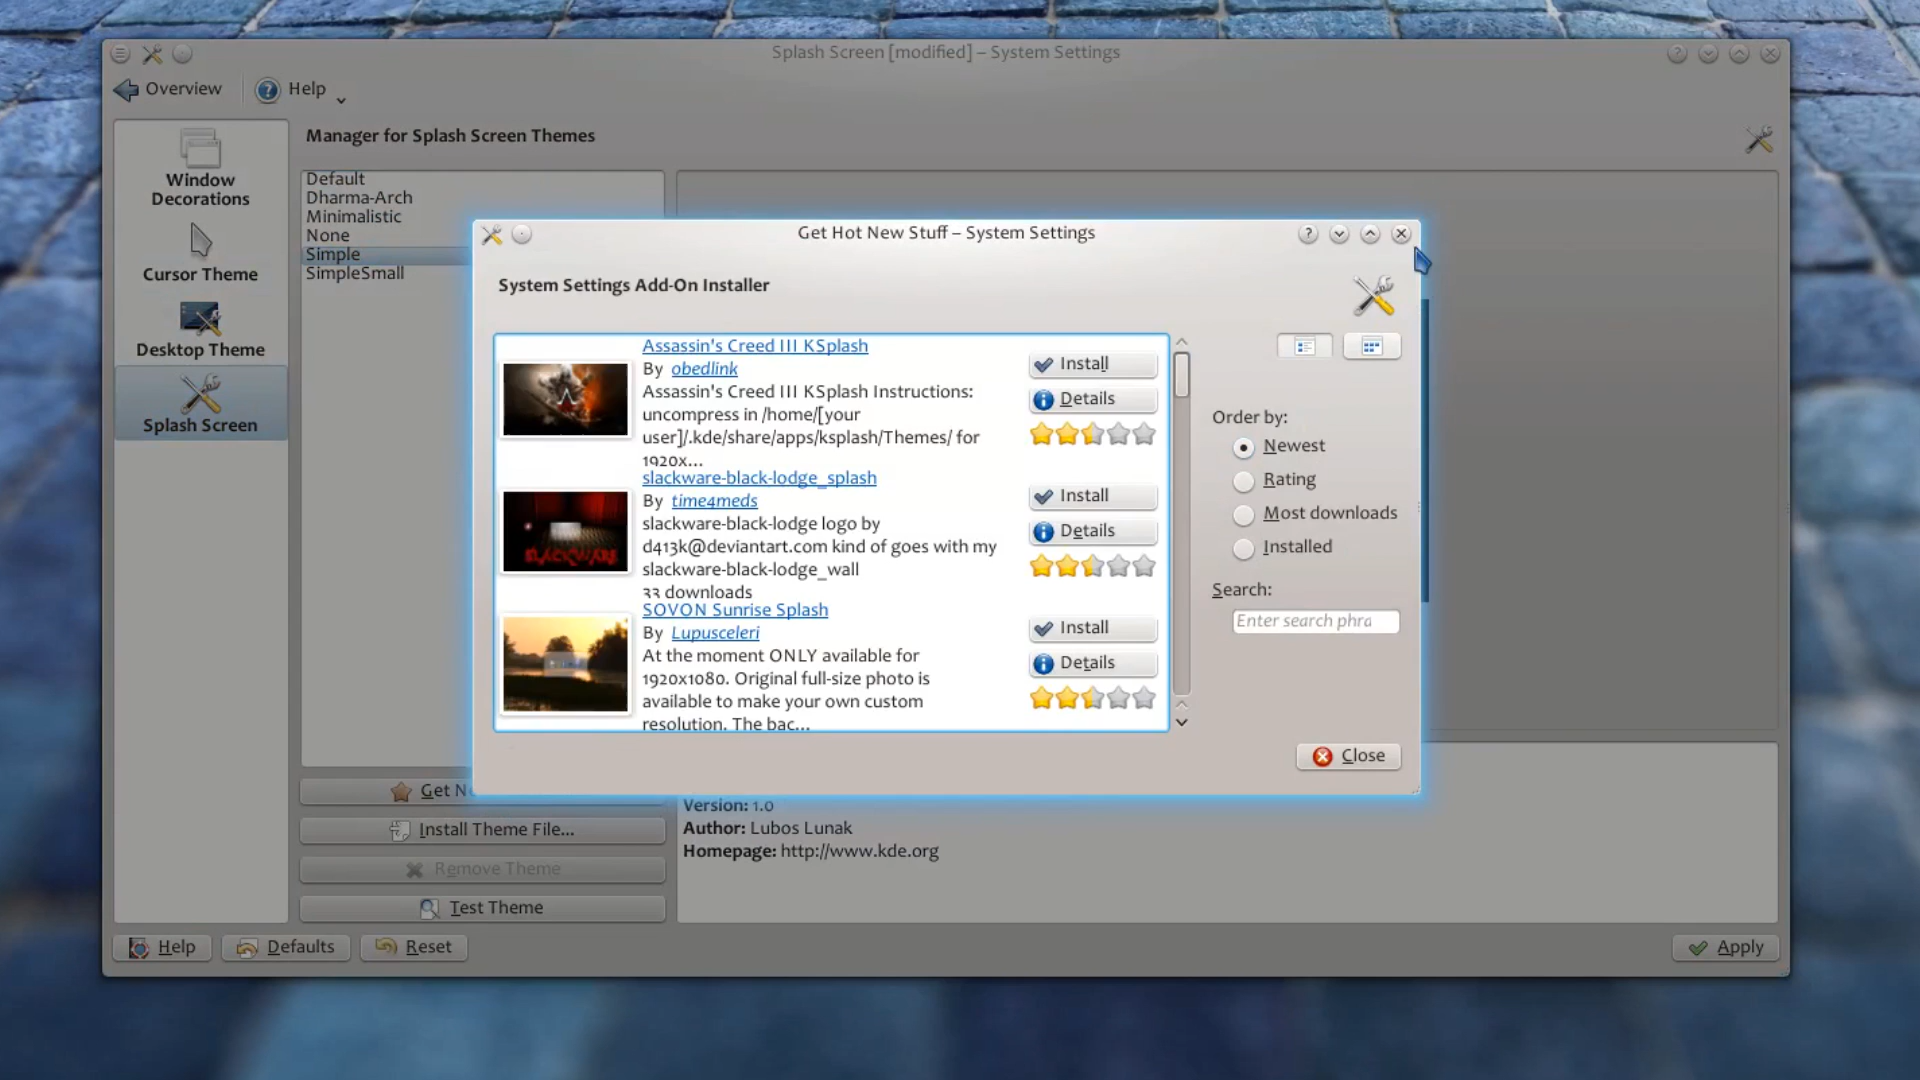 Splash Screen [modified] – System Settings
Overview
Help
Manager for Splash Screen Themes
Window
Decorations
Cursor Theme
Desktop Theme
Splash Screen
Default
Dharma-Arch
Minimalistic
None
Simple
SimpleSmall
Get Hot New Stuff – System Settings
System Settings Add-On Installer
Assassin's Creed III KSplash
By obedlink
Assassin's Creed III KSplash Instructions:
uncompress in /home/[your
user]/.kde/share/apps/ksplash/Themes/ for
1920x...
Install
Details
slackware-black-lodge_splash
By time4meds
slackware-black-lodge logo by
d413k@deviantart.com kind of goes with my
slackware-black-lodge_wall
33 downloads
Install
Details
SLACKWARE
SOVON Sunrise Splash
By Lupusceleri
At the moment ONLY available for
1920x1080. Original full-size photo is
available to make your own custom
resolution. The bac...
Install
Details
Order by:
Newest
Rating
Most downloads
Installed
Search:
Enter search phra
Close
Get N
Install Theme File...
Remove Theme
Test Theme
Version: 1.0
Author: Lubos Lunak
Homepage: http://www.kde.org
Help
Defaults
Reset
Apply